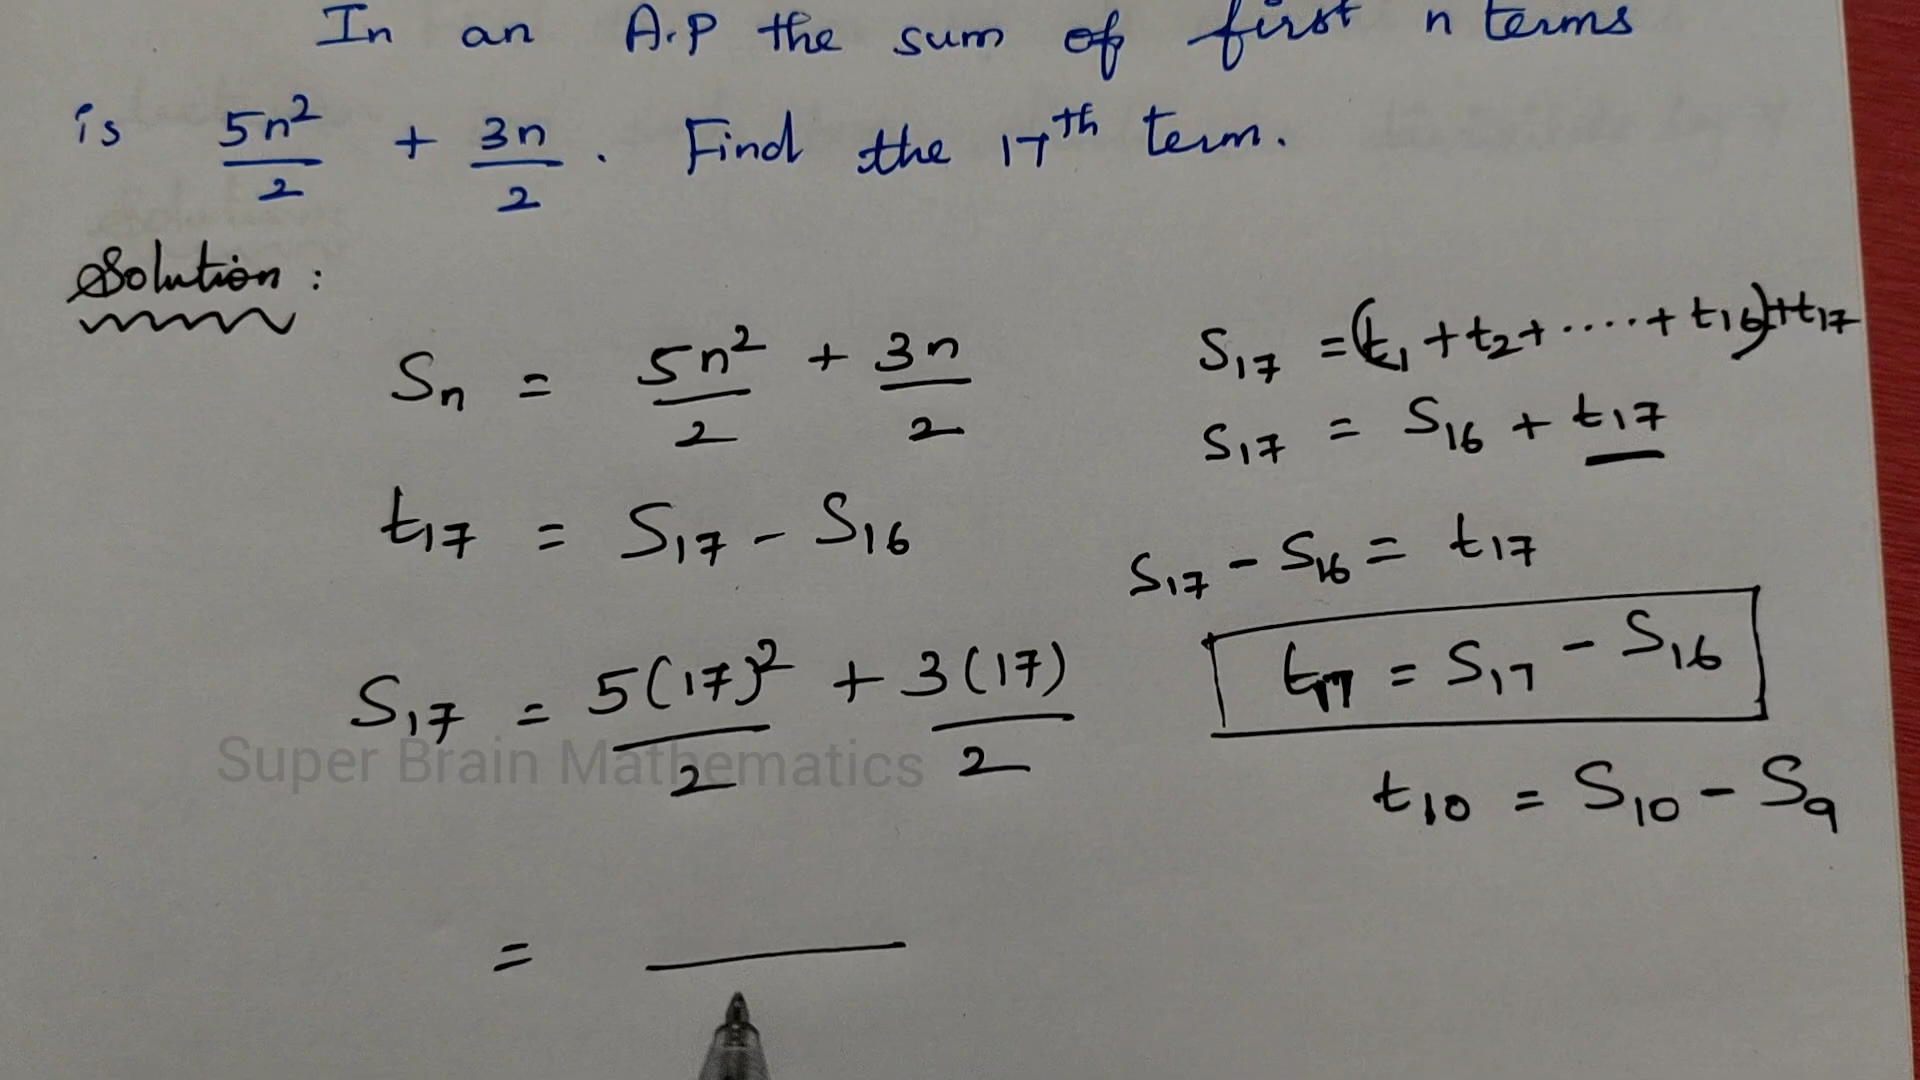 In an A.P the sum of first n terms
is 5n²/2 + 3n/2 . Find the 17th term.
Solution :
Sn = 5n²/2 + 3n/2
t17 = S17 - S16
S17 = 5(17)²/2 + 3(17)/2
=
S17 = (t1 + t2 + ..... + t16) + t17
S17 = S16 + t17
S17 - S16 = t17
t17 = S17 - S16
t10 = S10 - S9
Super Brain Mathematics